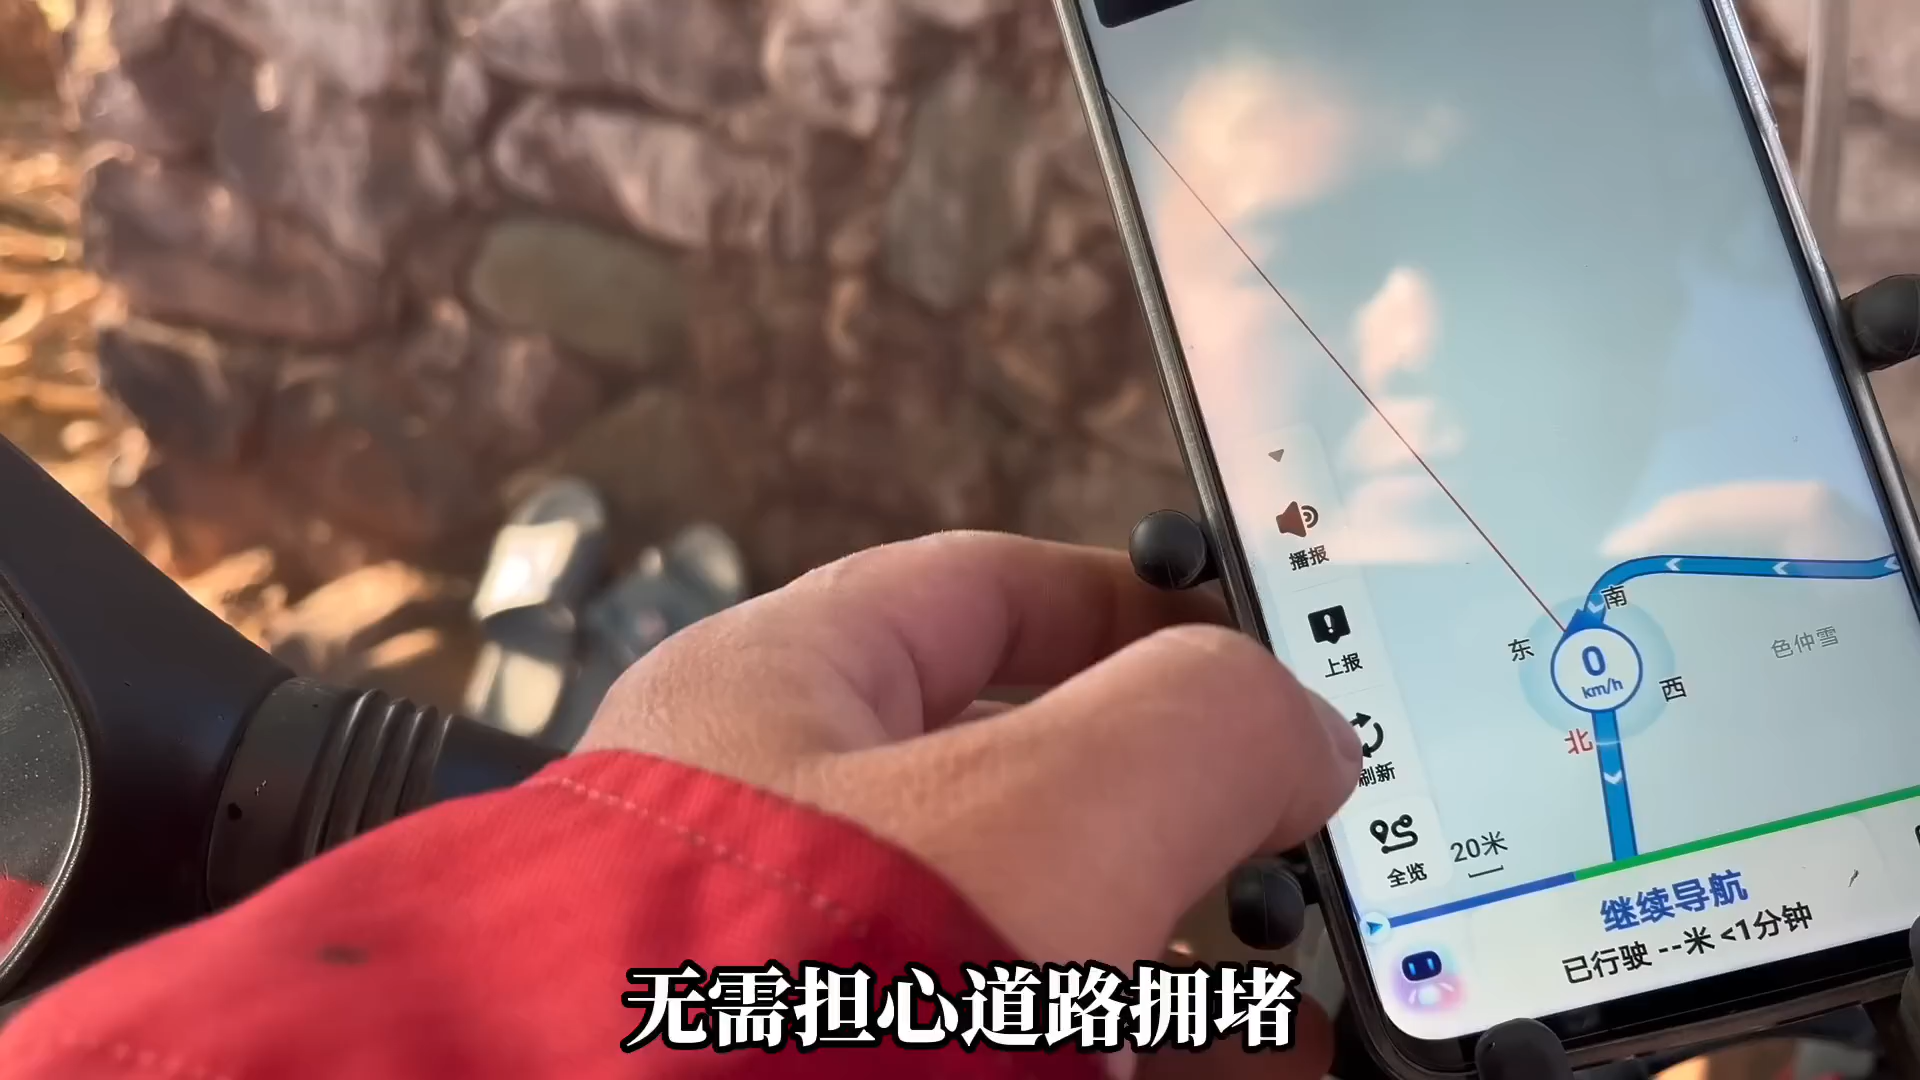 播报
上报
刷新
全览
20米
南
东
0
km/h
西
北
色仲雪
继续导航
已行驶 --米 <1分钟
无需担心道路拥堵